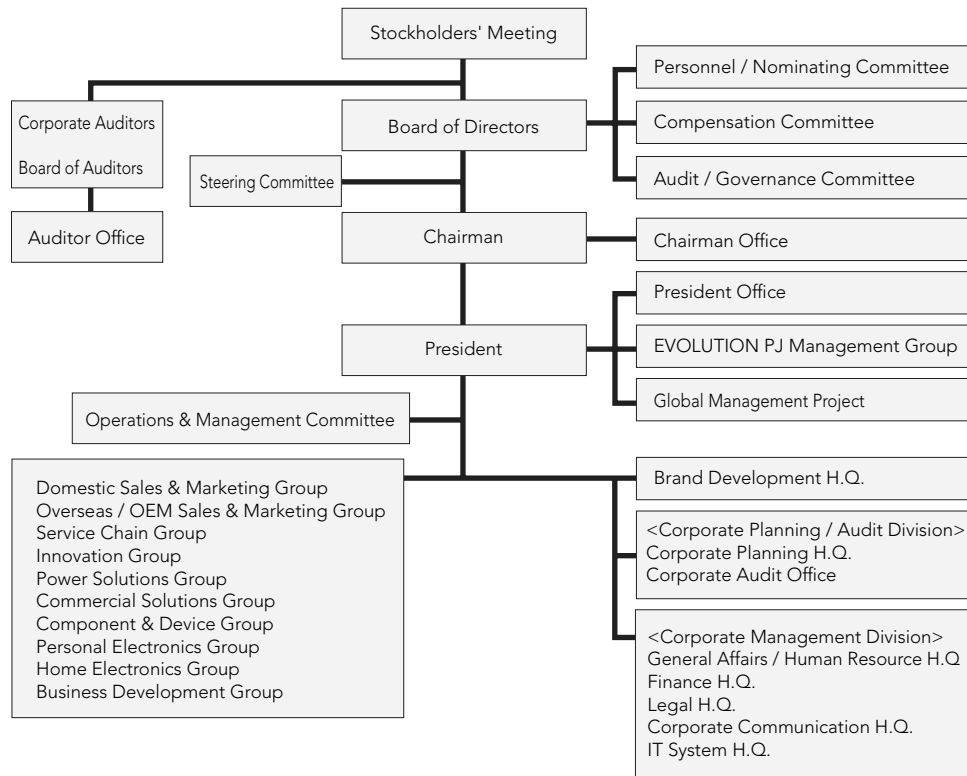 Stockholders' Meeting
Personnel / Nominating Committee
Corporate Auditors
Board of Auditors
Board of Directors
Compensation Committee
Steering Committee
Audit / Governance Committee
Auditor Office
Chairman
Chairman Office
President Office
President
EVOLUTION PJ Management Group
Global Management Project
Operations & Management Committee
Domestic Sales & Marketing Group
Overseas / OEM Sales & Marketing Group
Service Chain Group
Innovation Group
Power Solutions Group
Commercial Solutions Group
Component & Device Group
Personal Electronics Group
Home Electronics Group
Business Development Group
Brand Development H.Q.
<Corporate Planning / Audit Division>
Corporate Planning H.Q.
Corporate Audit Office
<Corporate Management Division>
General Affairs / Human Resource H.Q
Finance H.Q.
Legal H.Q.
Corporate Communication H.Q.
IT System H.Q.